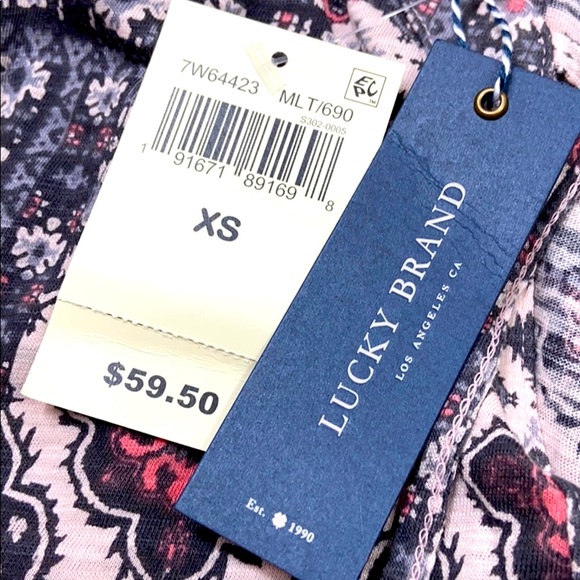 7W64423 MLT/690
EPC™
S302-0005
1 91671 89169 8
XS
$59.50
LUCKY BRAND
LOS ANGELES CA
Est. 1990